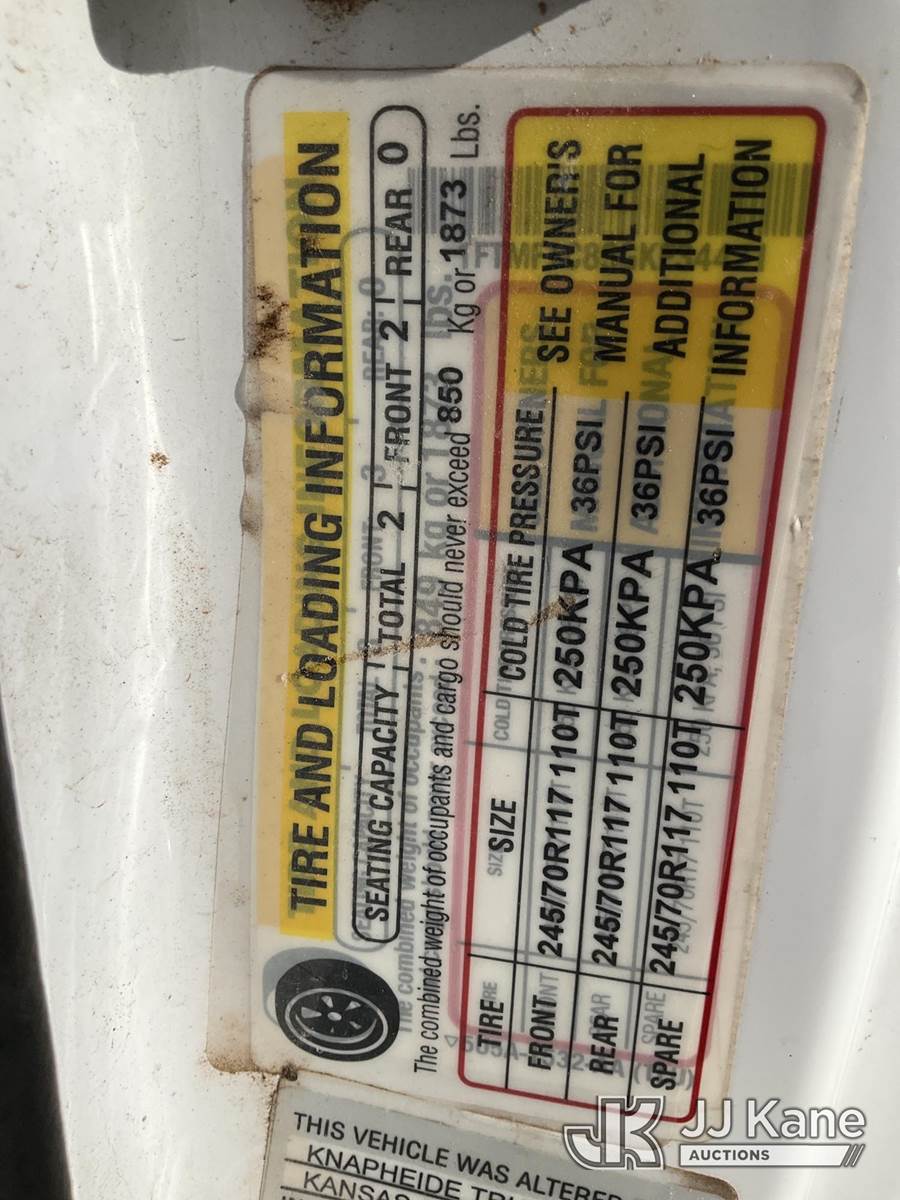 TIRE AND LOADING INFORMATION
SEATING CAPACITY TOTAL 2 FRONT 2 REAR 0
The combined weight of occupants and cargo should never exceed 850 Kg or 1873 Lbs.
TIRE SIZE COLD TIRE PRESSURE
FRONT 245/70R117 110T 250KPA 36PSI
REAR 245/70R117 110T 250KPA 36PSI
SPARE 245/70R117 110T 250KPA 36PSI
SEE OWNER'S
MANUAL FOR
ADDITIONAL
INFORMATION
THIS VEHICLE WAS ALTERED
KNAPHEIDE
KANSAS
JK JJ Kane
AUCTIONS